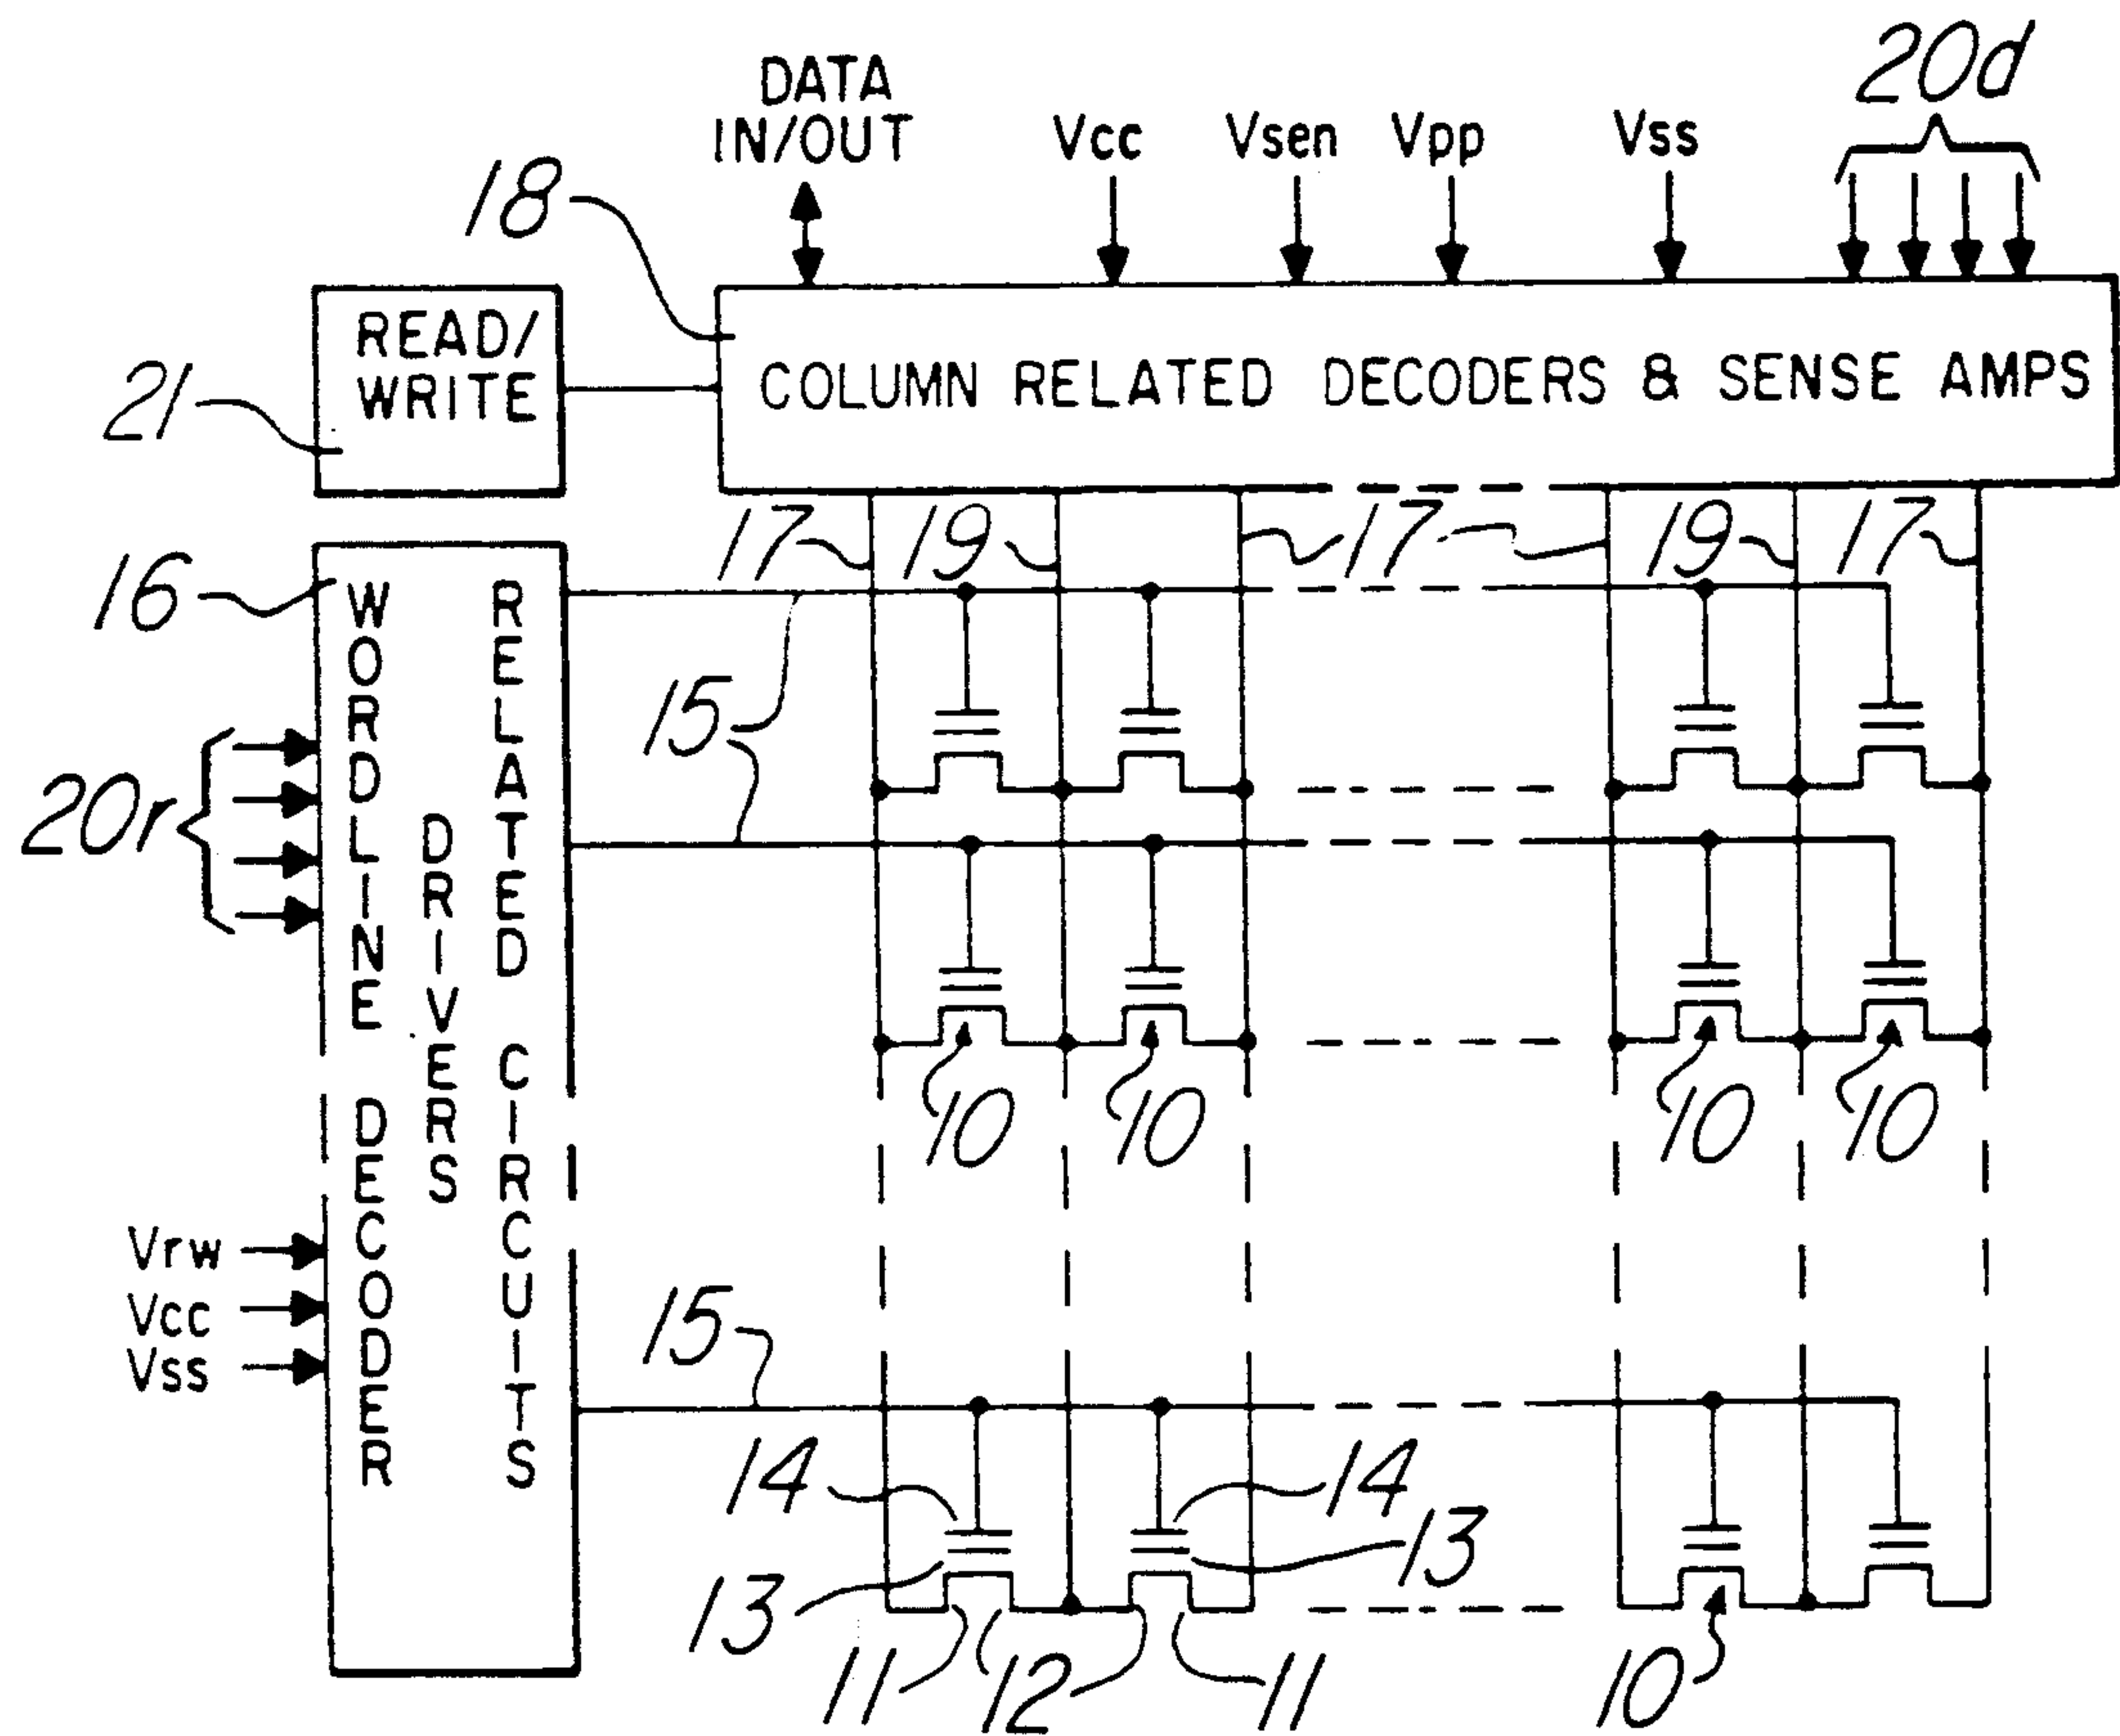 DATA
IN/OUT
Vcc
Vsen
Vpp
Vss
20d
18
READ/
WRITE
21
COLUMN RELATED DECODERS & SENSE AMPS
17
19
17
19
17
16
WORDLINE DECODER
DRIVERS
RELATED CIRCUITS
15
20r
10
10
10
10
Vrw
Vcc
Vss
15
14
14
13
13
11
12
11
10